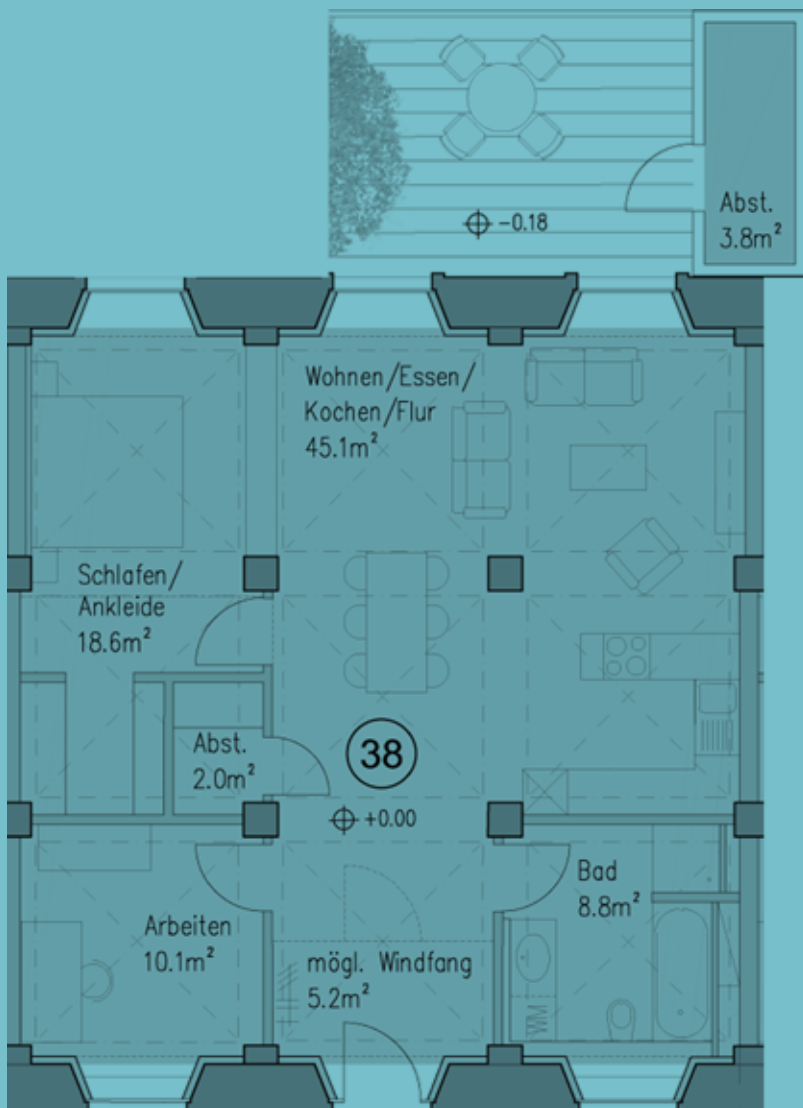 Abst.
3.8m²
-0.18
Wohnen/Essen/
Kochen/Flur
45.1m²
Schlafen/
Ankleide
18.6m²
Abst.
2.0m²
38
+0.00
Bad
8.8m²
Arbeiten
10.1m²
mögl. Windfang
5.2m²
WM